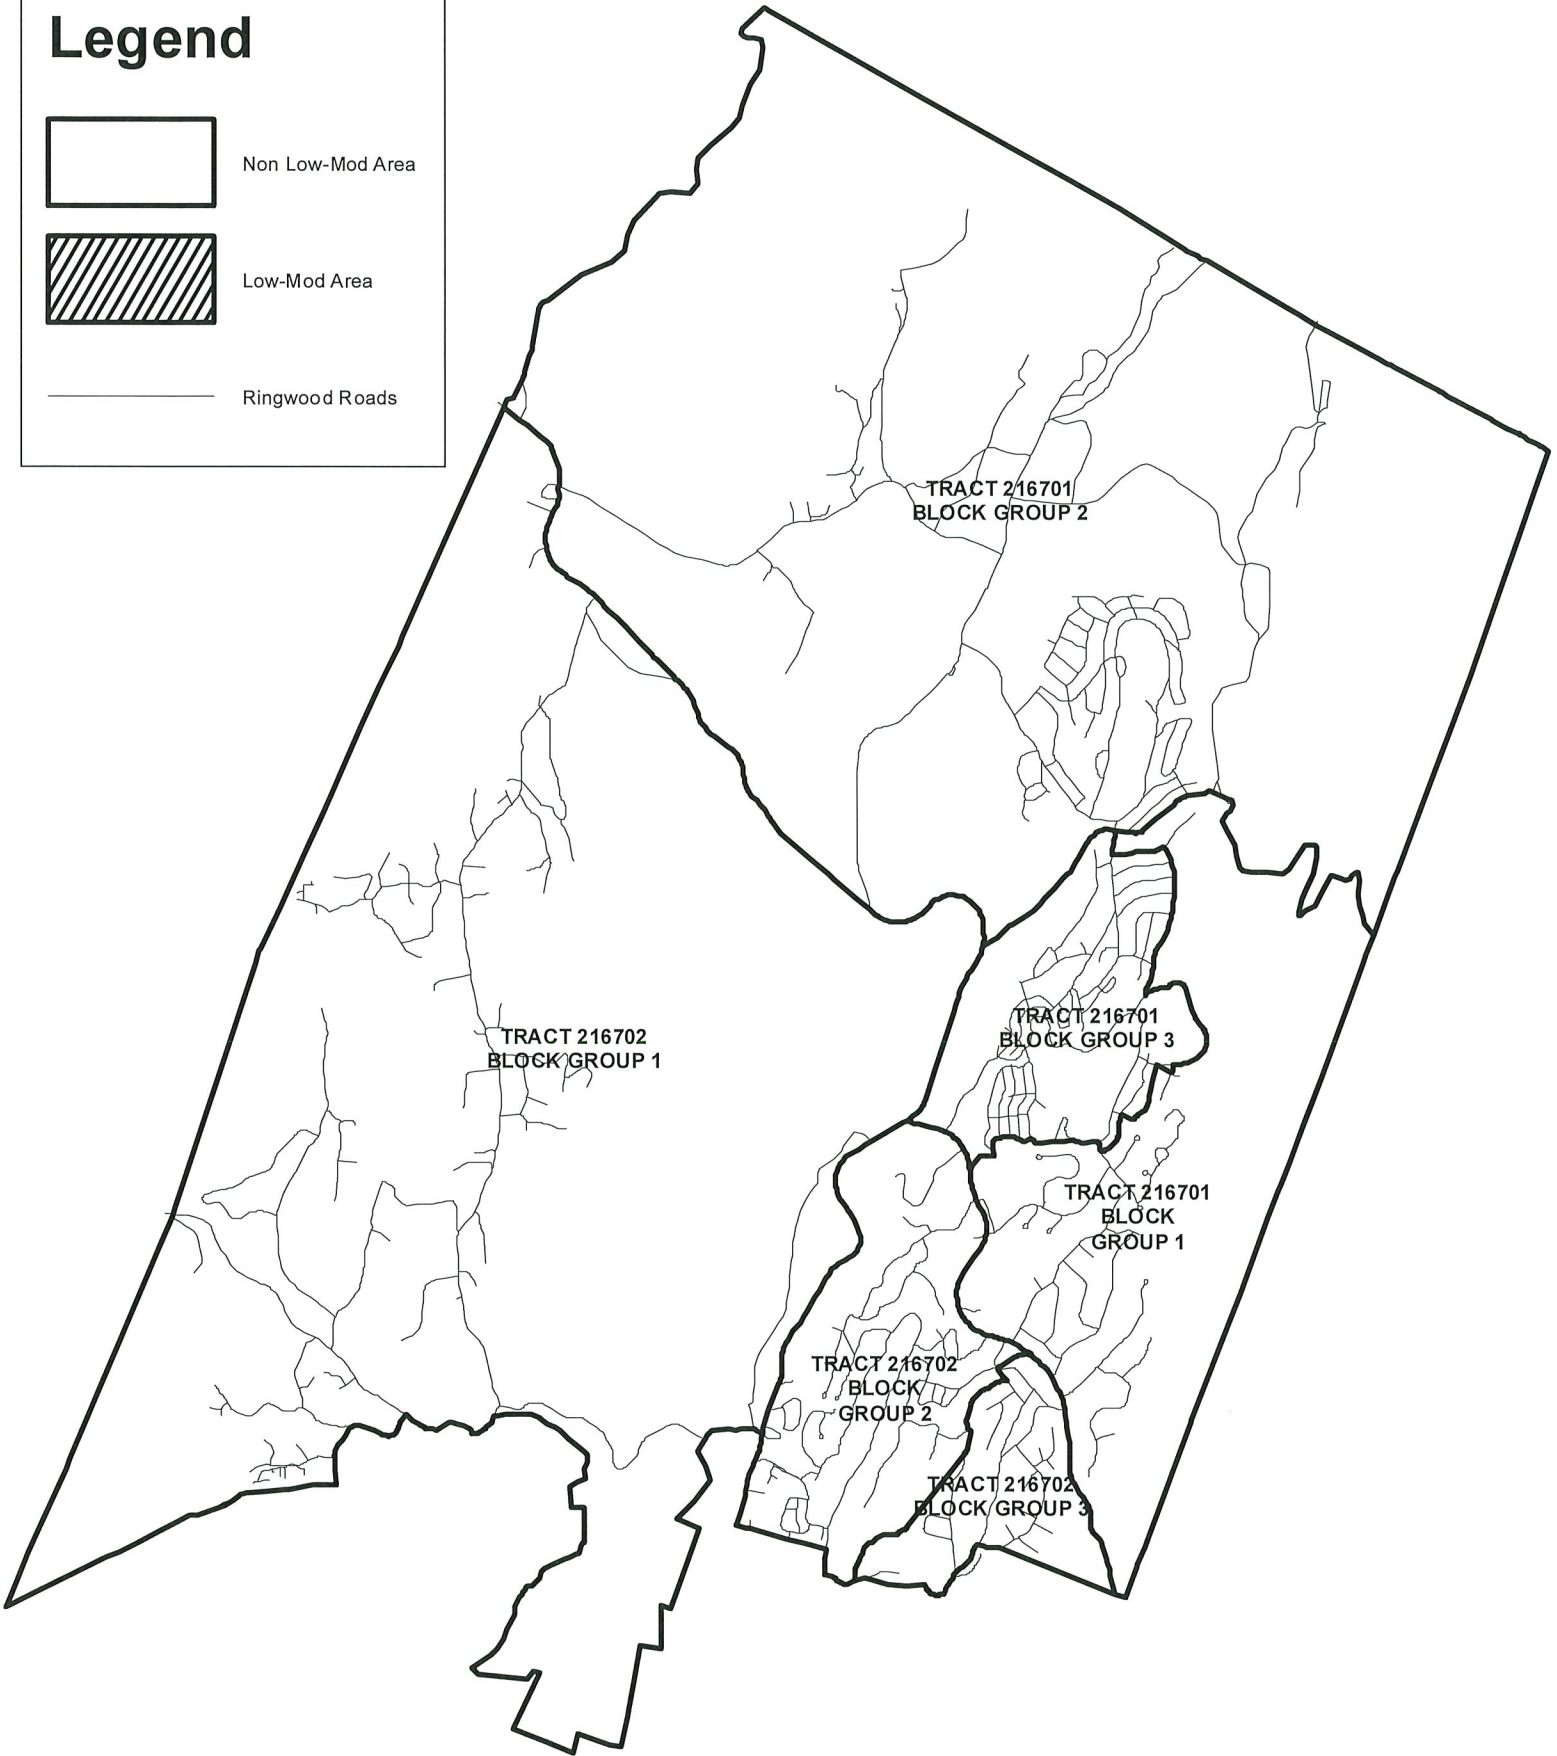 Legend
Non Low-Mod Area
Low-Mod Area
Ringwood Roads
TRACT 216701
BLOCK GROUP 2
TRACT 216701
BLOCK GROUP 3
TRACT 216702
BLOCK GROUP 1
TRACT 216701
BLOCK
GROUP 1
TRACT 216702
BLOCK
GROUP 2
TRACT 216702
BLOCK GROUP 3